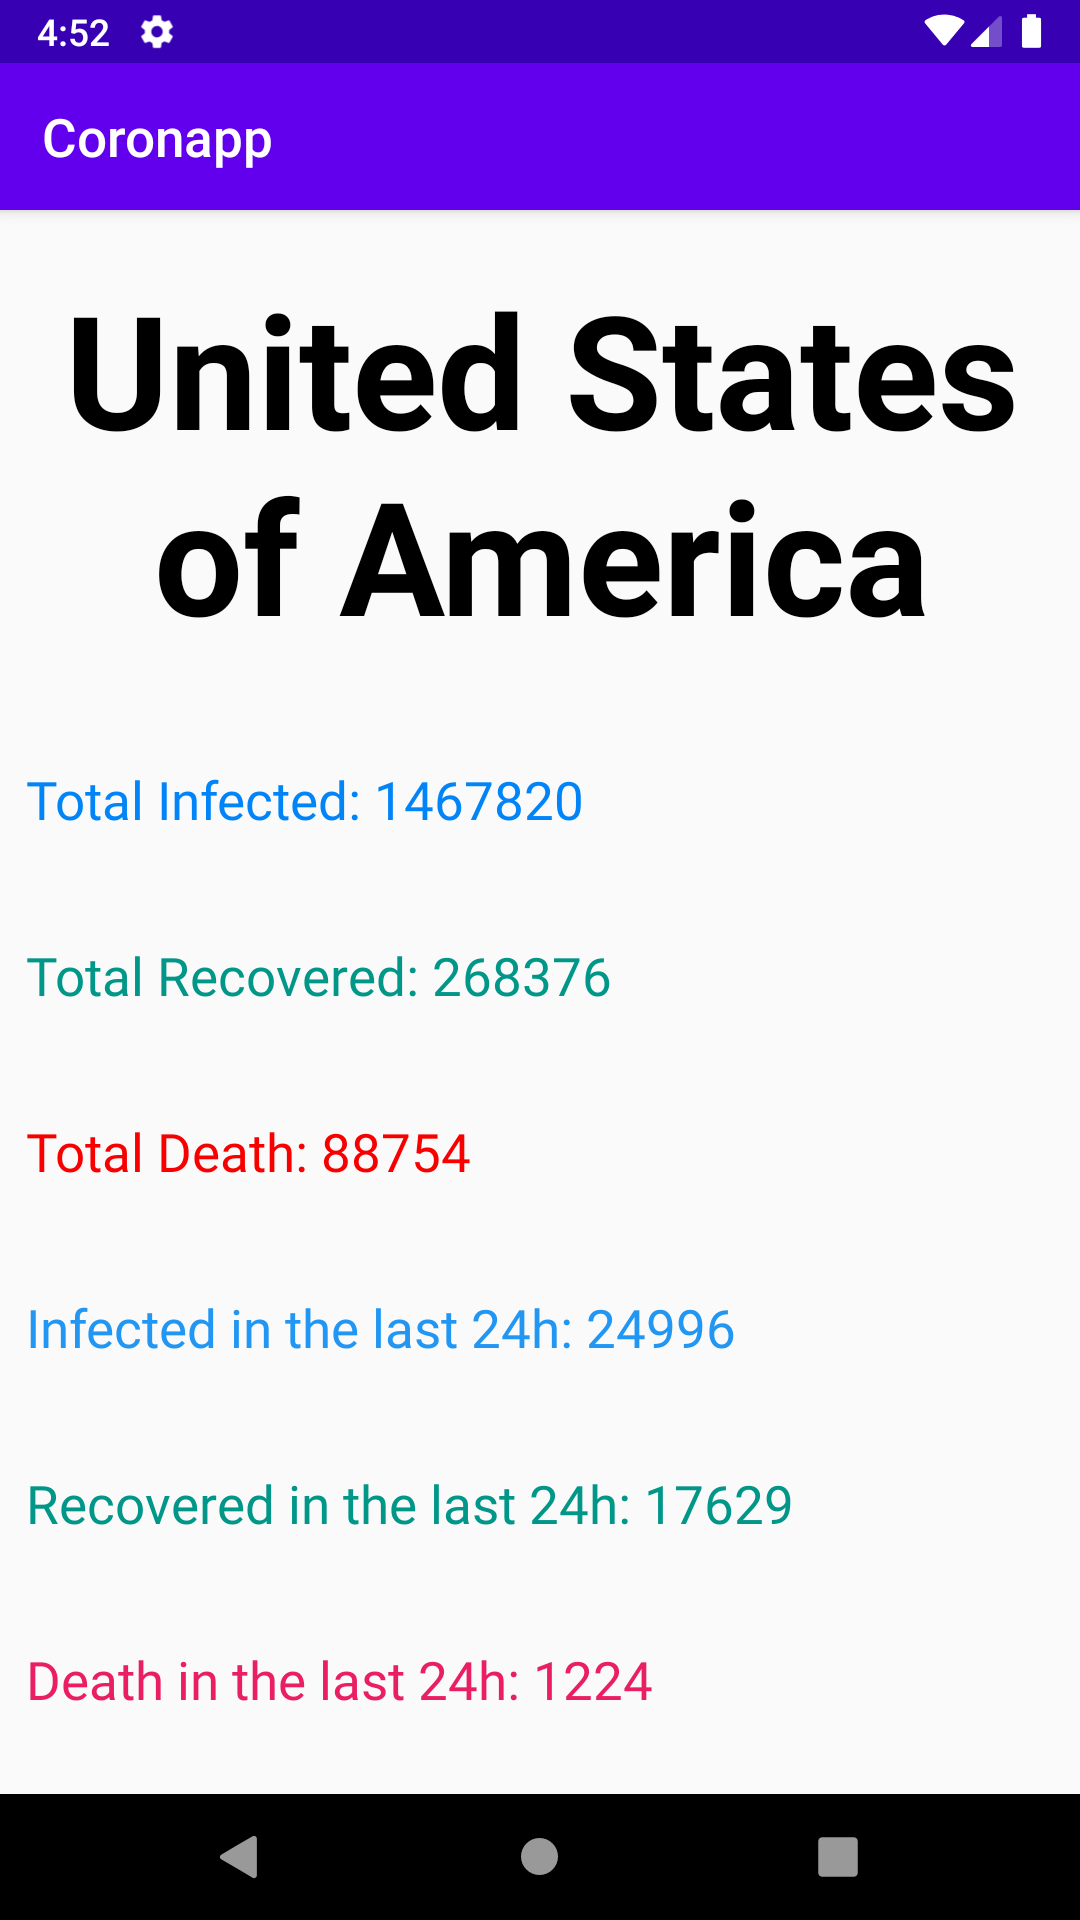 4:52
Coronapp
United States
of America
Total Infected: 1467820
Total Recovered: 268376
Total Death: 88754
Infected in the last 24h: 24996
Recovered in the last 24h: 17629
Death in the last 24h: 1224